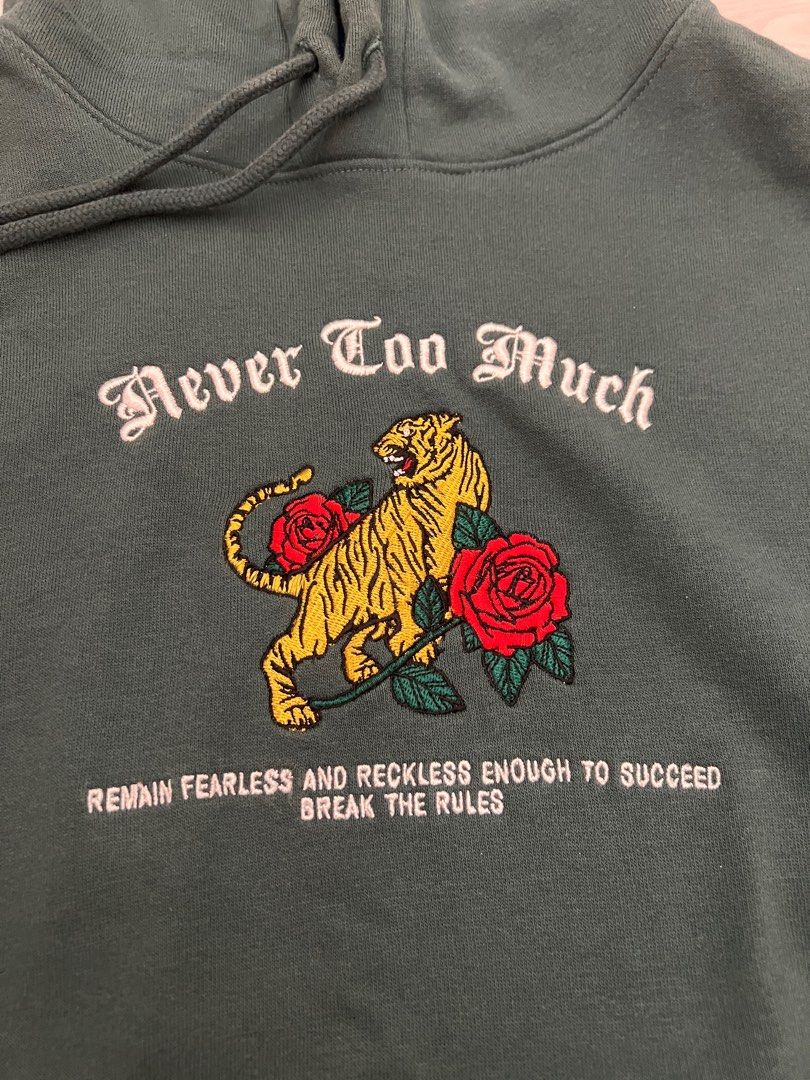 Never Too Much
REMAIN FEARLESS AND RECKLESS ENOUGH TO SUCCEED
BREAK THE RULES